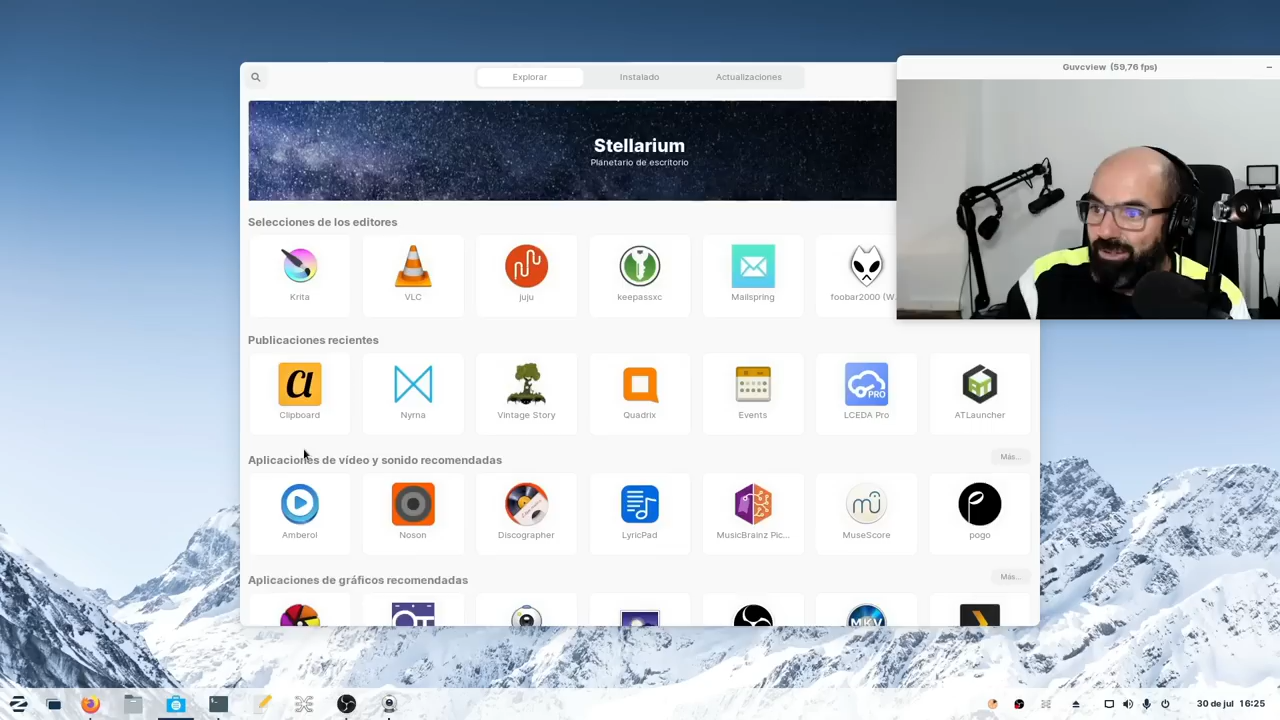 Explorar
Instalado
Actualizaciones
Guvcview (59,76 fps)
Stellarium
Planetario de escritorio
Selecciones de los editores
Krita
VLC
juju
keepassxc
Mailspring
foobar2000 (W...
Publicaciones recientes
Clipboard
Nyrna
Vintage Story
Quadrix
Events
PRO
LCEDA Pro
ATLauncher
Aplicaciones de vídeo y sonido recomendadas
Más...
Amberol
Noson
Discographer
LyricPad
MusicBrainz Pic...
MuseScore
pogo
Aplicaciones de gráficos recomendadas
Más...
MKV
30 de jul 16:25